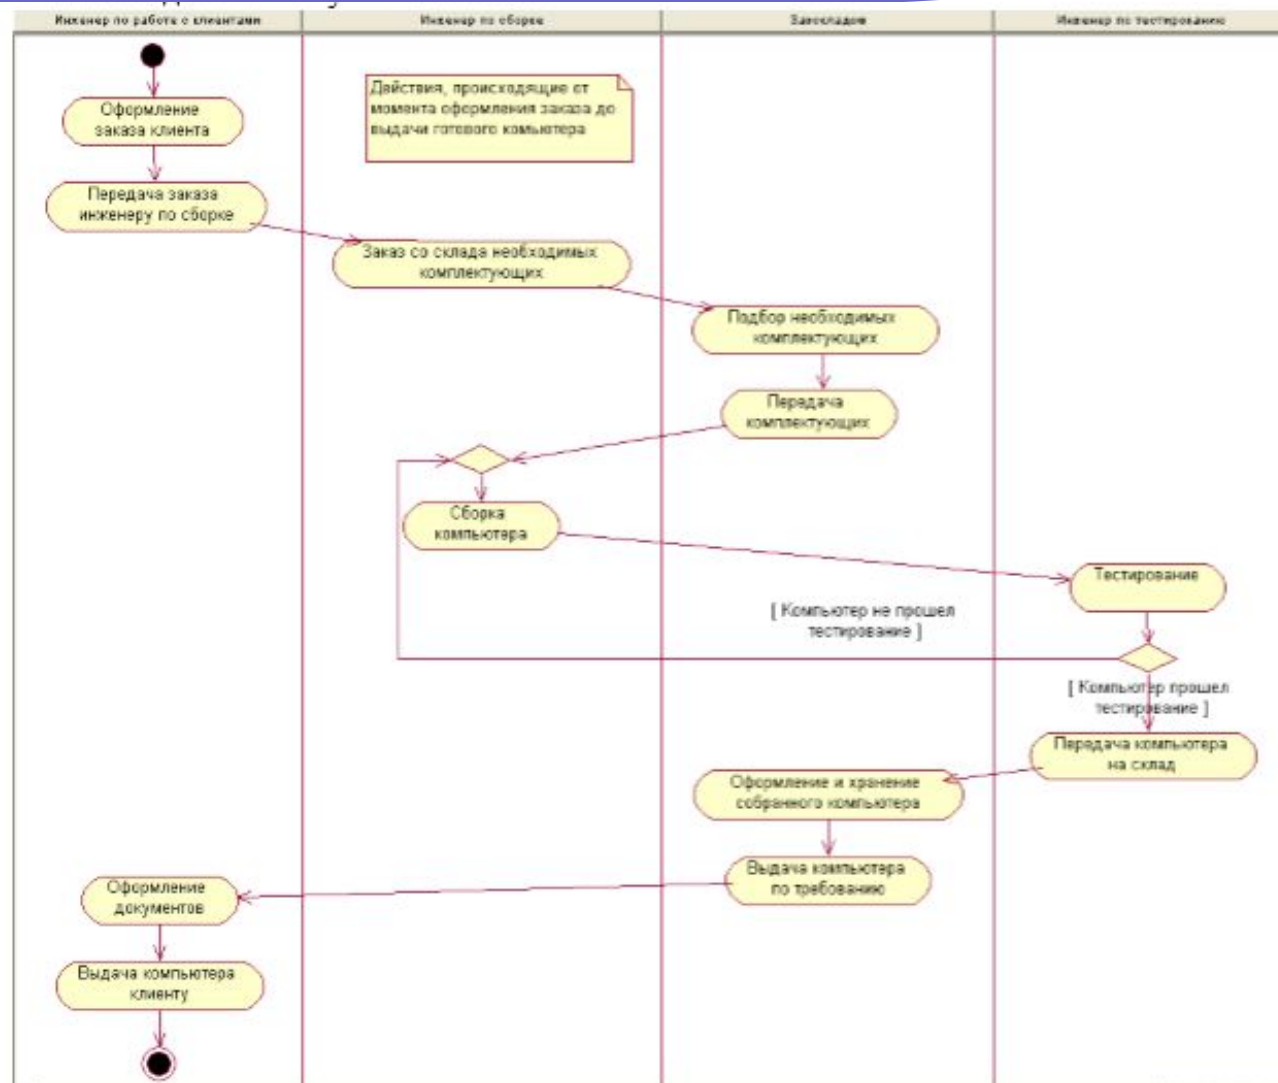 Инженер по работе с клиентами
Инженер по сборке
Завскладом
Инженер по тестированию
Действия, происходящие от
момента оформления заказа до
выдачи готового комьютера
Оформление
заказа клиента
Передача заказа
инженеру по сборке
Заказ со склада необходимых
комплектующих
Подбор необходимых
комплектующих
Передача
комплектующих
Сборка
компьютера
Тестирование
[ Компьютер не прошел
тестирование ]
[ Компьютер прошел
тестирование ]
Передача компьютера
на склад
Оформление и хранение
собранного компьютера
Выдача компьютера
по требованию
Оформление
документов
Выдача компьютера
клиенту